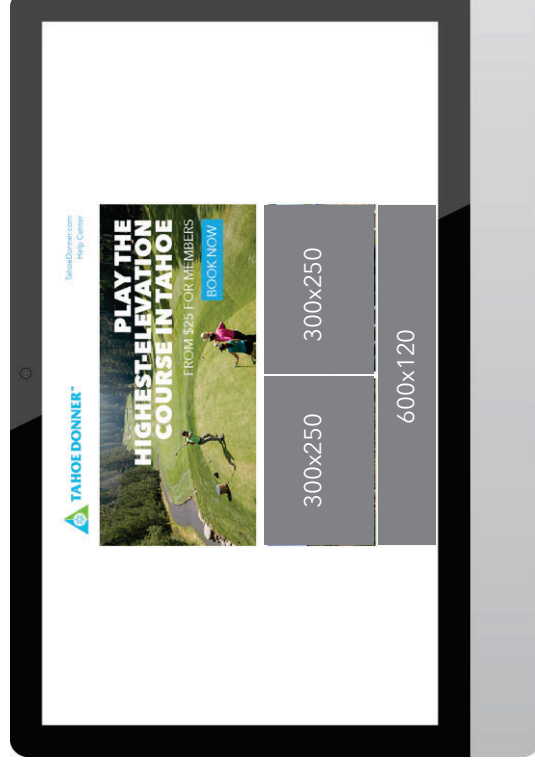 TAHOE DONNER™
TahoeDonner.com
Help Center
PLAY THE
HIGHEST-ELEVATION
COURSE IN TAHOE
FROM $25 FOR MEMBERS
BOOK NOW
300x250
300x250
600x120